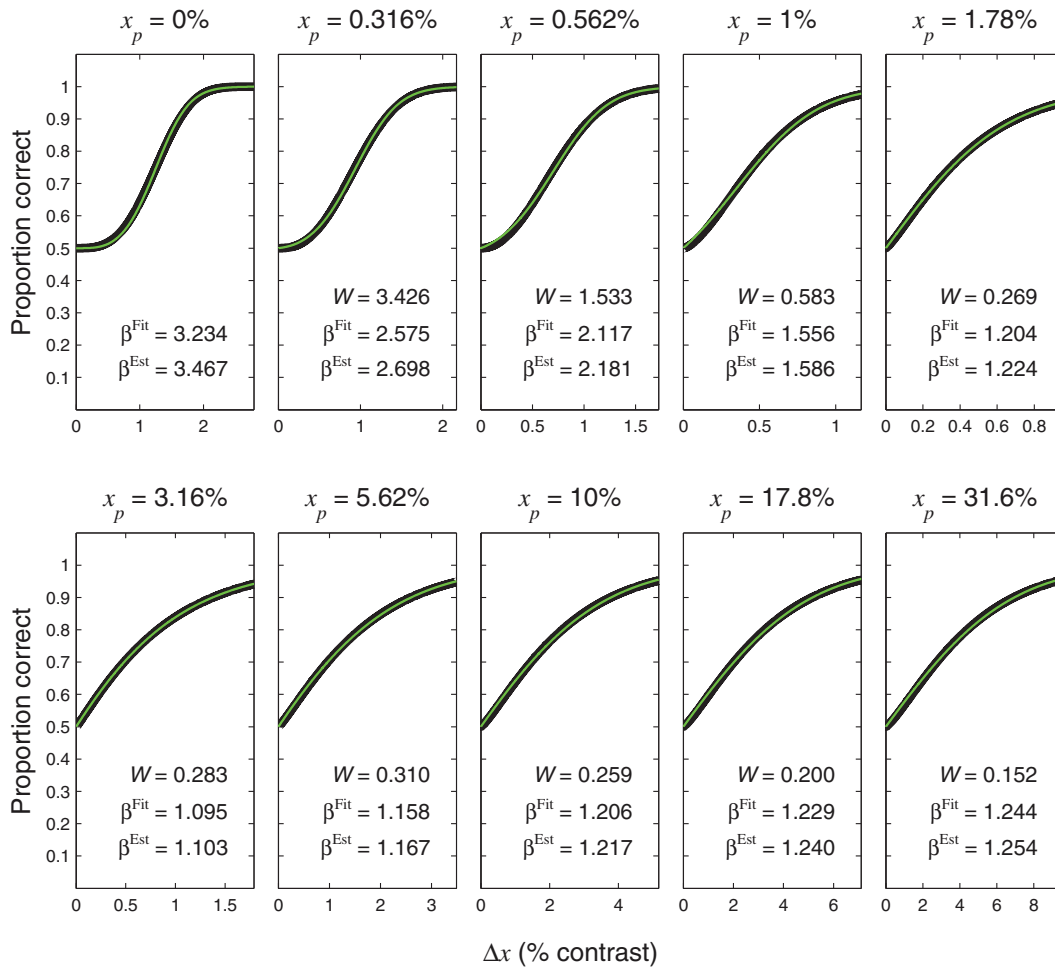 x_p = 0%
x_p = 0.316%
x_p = 0.562%
x_p = 1%
x_p = 1.78%
Proportion correct
1
0.9
0.8
0.7
0.6
0.5
0.4
0.3
0.2
0.1
β^Fit = 3.234
β^Est = 3.467
0 1 2
W = 3.426
β^Fit = 2.575
β^Est = 2.698
0 1 2
W = 1.533
β^Fit = 2.117
β^Est = 2.181
0 0.5 1 1.5
W = 0.583
β^Fit = 1.556
β^Est = 1.586
0 0.5 1
W = 0.269
β^Fit = 1.204
β^Est = 1.224
0 0.2 0.4 0.6 0.8
x_p = 3.16%
x_p = 5.62%
x_p = 10%
x_p = 17.8%
x_p = 31.6%
Proportion correct
1
0.9
0.8
0.7
0.6
0.5
0.4
0.3
0.2
0.1
W = 0.283
β^Fit = 1.095
β^Est = 1.103
0 0.5 1 1.5
W = 0.310
β^Fit = 1.158
β^Est = 1.167
0 1 2 3
W = 0.259
β^Fit = 1.206
β^Est = 1.217
0 2 4
W = 0.200
β^Fit = 1.229
β^Est = 1.240
0 2 4 6
W = 0.152
β^Fit = 1.244
β^Est = 1.254
0 2 4 6 8
Δx (% contrast)